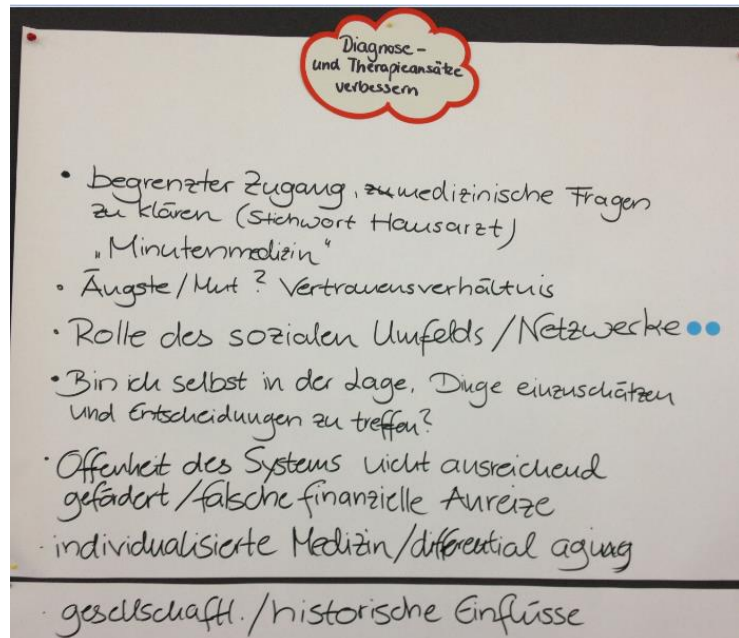 Diagnose -
und Therapieansätze
verbessern
• begrenzter Zugang, medizinische Fragen
zu klären (Stichwort Hausarzt)
„Minutenmedizin"
• Ängste/Mut? Vertrauensverhältnis
• Rolle des sozialen Umfelds/Netzwerke
• Bin ich selbst in der Lage, Dinge einzuschätzen
und Entscheidungen zu treffen?
• Offenheit des Systems nicht ausreichend
gefördert/falsche finanzielle Anreize
• individualisierte Medizin/differential aging
• gesellschaftl./historische Einflüsse